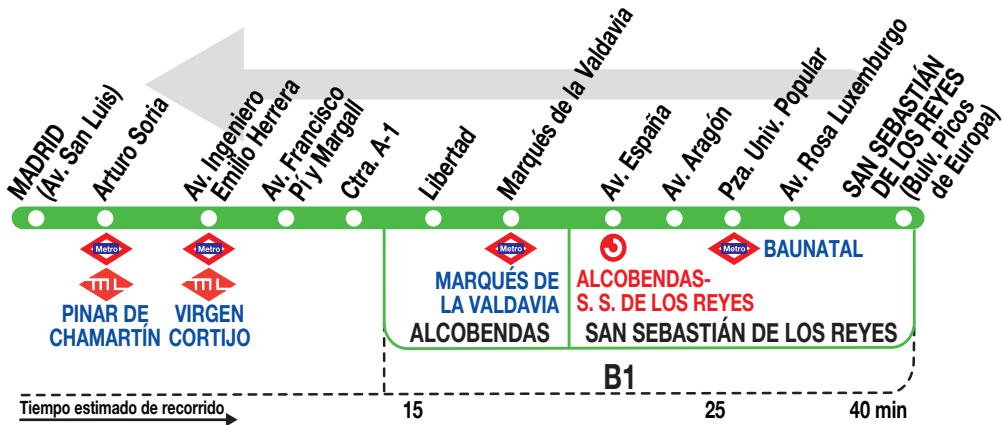 MADRID
(Av. San Luis)
Arturo Soria
Av. Ingeniero
Emilio Herrera
Av. Francisco
Pí y Margall
Ctra. A-1
Libertad
Marqués de la Valdavia
Av. España
Av. Aragón
Pza. Univ. Popular
Av. Rosa Luxemburgo
SAN SEBASTIÁN
DE LOS REYES
(Bulv. Picos
de Europa)
Metro
ML
PINAR DE
CHAMARTÍN
Metro
ML
VIRGEN
CORTIJO
Metro
MARQUÉS DE
LA VALDAVIA
ALCOBENDAS-
S. S. DE LOS REYES
Metro
BAUNATAL
ALCOBENDAS
SAN SEBASTIÁN DE LOS REYES
B1
Tiempo estimado de recorrido
15
25
40 min